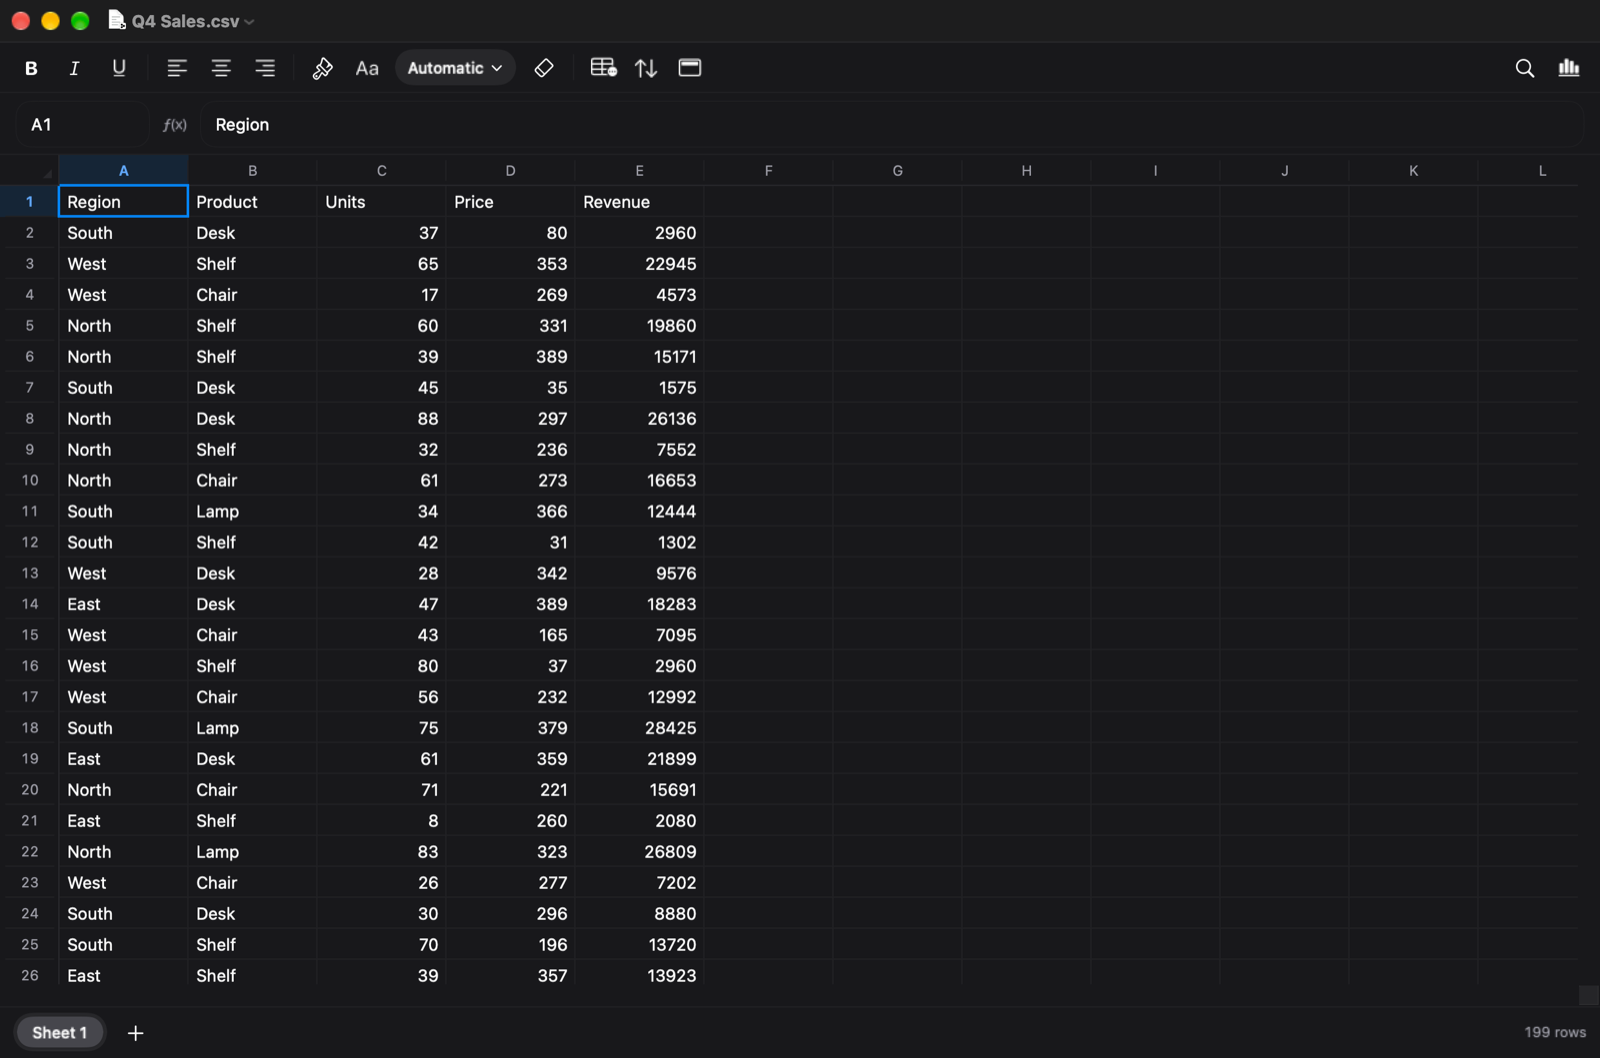 Q4 Sales.csv
B I U Aa Automatic
A1 f(x) Region
A B C D E F G H I J K L
1 Region Product Units Price Revenue
2 South Desk 37 80 2960
3 West Shelf 65 353 22945
4 West Chair 17 269 4573
5 North Shelf 60 331 19860
6 North Shelf 39 389 15171
7 South Desk 45 35 1575
8 North Desk 88 297 26136
9 North Shelf 32 236 7552
10 North Chair 61 273 16653
11 South Lamp 34 366 12444
12 South Shelf 42 31 1302
13 West Desk 28 342 9576
14 East Desk 47 389 18283
15 West Chair 43 165 7095
16 West Shelf 80 37 2960
17 West Chair 56 232 12992
18 South Lamp 75 379 28425
19 East Desk 61 359 21899
20 North Chair 71 221 15691
21 East Shelf 8 260 2080
22 North Lamp 83 323 26809
23 West Chair 26 277 7202
24 South Desk 30 296 8880
25 South Shelf 70 196 13720
26 East Shelf 39 357 13923
Sheet 1 + 199 rows